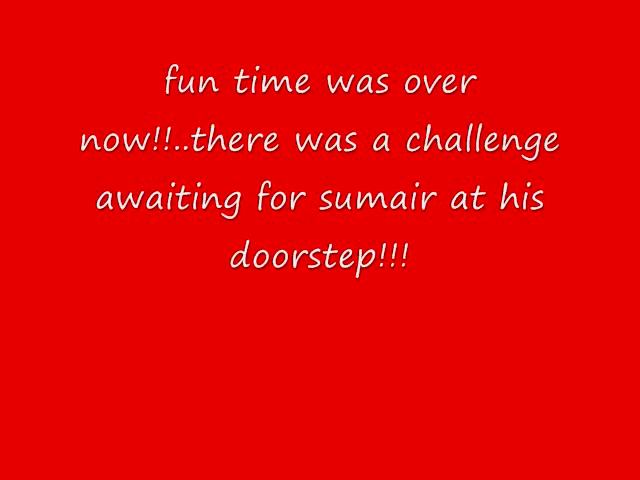 fun time was over
now!!..there was a challenge
awaiting for sumair at his
doorstep!!!